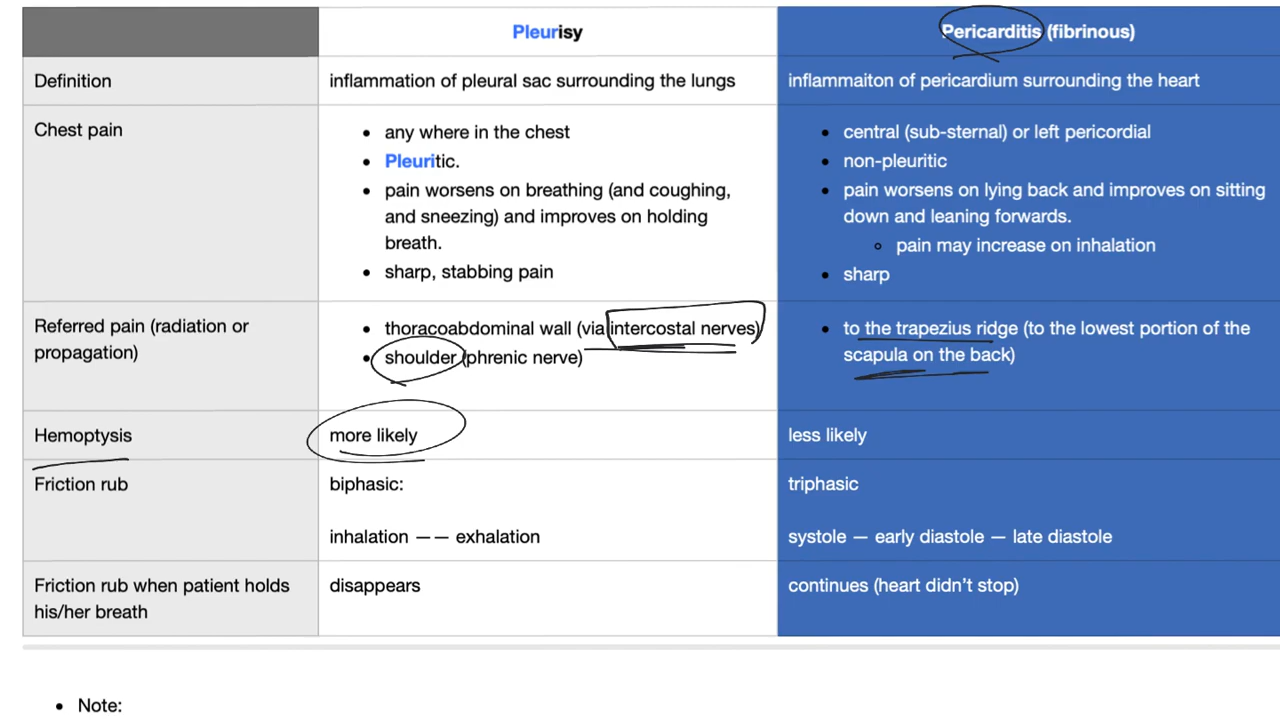 Pleurisy
Pericarditis (fibrinous)
Definition
inflammation of pleural sac surrounding the lungs
inflammaiton of pericardium surrounding the heart
Chest pain
• any where in the chest
• Pleuritic.
• pain worsens on breathing (and coughing,
and sneezing) and improves on holding
breath.
• sharp, stabbing pain
• central (sub-sternal) or left pericordial
• non-pleuritic
• pain worsens on lying back and improves on sitting
down and leaning forwards.
◦ pain may increase on inhalation
• sharp
Referred pain (radiation or
propagation)
• thoracoabdominal wall (via intercostal nerves)
• shoulder (phrenic nerve)
• to the trapezius ridge (to the lowest portion of the
scapula on the back)
Hemoptysis
more likely
less likely
Friction rub
biphasic:
inhalation —— exhalation
triphasic
systole — early diastole — late diastole
Friction rub when patient holds
his/her breath
disappears
continues (heart didn't stop)
• Note: